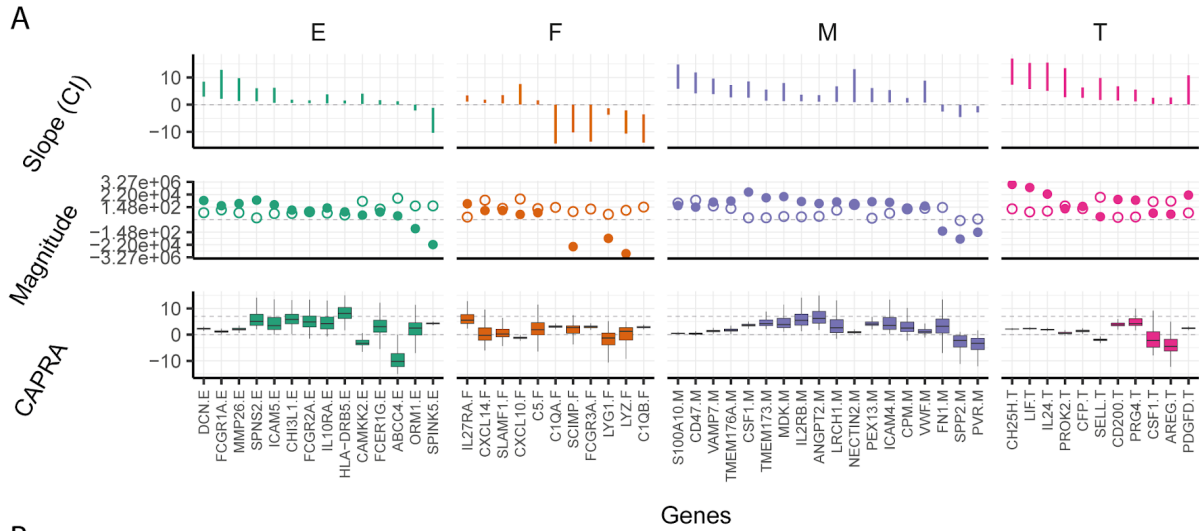 A
E F M T
Slope (CI)
10
0
−10
Magnitude
3.27e+06
2.20e+04
1.48e+02
−1.48e+02
−2.20e+04
−3.27e+06
CAPRA
10
0
−10
DCN.E
FCGR1A.E
MMP26.E
SPNS2.E
ICAM5.E
CHI3L1.E
FCGR2A.E
IL10RA.E
HLA−DRB5.E
CAMKK2.E
FCER1G.E
ABCC4.E
ORM1.E
SPINK5.E
IL27RA.F
CXCL14.F
SLAMF1.F
CXCL10.F
C5.F
C1QA.F
SCIMP.F
FCGR3A.F
LYG1.F
LYZ.F
C1QB.F
S100A10.M
CD47.M
VAMP7.M
TMEM176A.M
CSF1.M
TMEM173.M
MDK.M
IL2RB.M
ANGPT2.M
LRCH1.M
NECTIN2.M
PEX13.M
ICAM4.M
CPM.M
VWF.M
FN1.M
SPP2.M
PVR.M
CH25H.T
LIF.T
IL24.T
PROK2.T
CFP.T
SELL.T
CD200.T
PRG4.T
CSF1.T
AREG.T
PDGFD.T
Genes